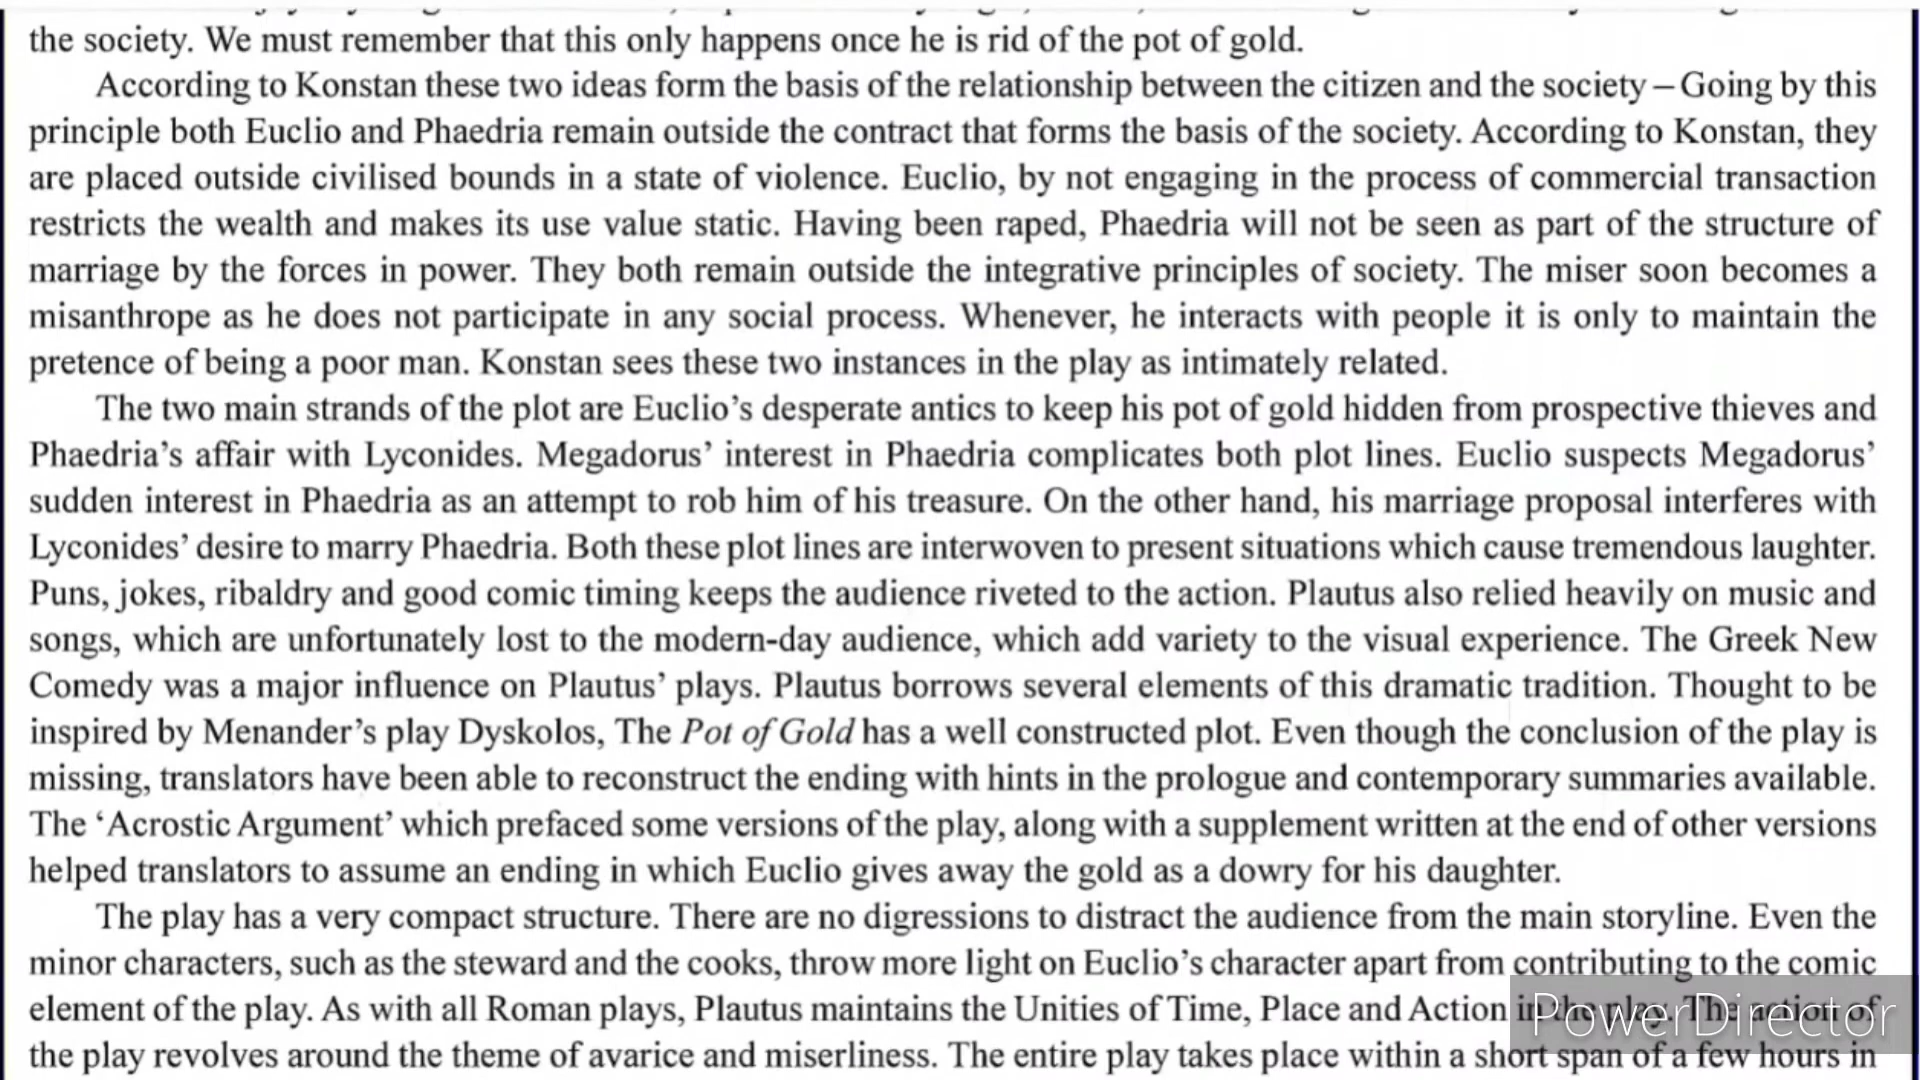 the society. We must remember that this only happens once he is rid of the pot of gold.
According to Konstan these two ideas form the basis of the relationship between the citizen and the society – Going by this
principle both Euclio and Phaedria remain outside the contract that forms the basis of the society. According to Konstan, they
are placed outside civilised bounds in a state of violence. Euclio, by not engaging in the process of commercial transaction
restricts the wealth and makes its use value static. Having been raped, Phaedria will not be seen as part of the structure of
marriage by the forces in power. They both remain outside the integrative principles of society. The miser soon becomes a
misanthrope as he does not participate in any social process. Whenever, he interacts with people it is only to maintain the
pretence of being a poor man. Konstan sees these two instances in the play as intimately related.
The two main strands of the plot are Euclio’s desperate antics to keep his pot of gold hidden from prospective thieves and
Phaedria’s affair with Lyconides. Megadorus’ interest in Phaedria complicates both plot lines. Euclio suspects Megadorus’
sudden interest in Phaedria as an attempt to rob him of his treasure. On the other hand, his marriage proposal interferes with
Lyconides’ desire to marry Phaedria. Both these plot lines are interwoven to present situations which cause tremendous laughter.
Puns, jokes, ribaldry and good comic timing keeps the audience riveted to the action. Plautus also relied heavily on music and
songs, which are unfortunately lost to the modern-day audience, which add variety to the visual experience. The Greek New
Comedy was a major influence on Plautus’ plays. Plautus borrows several elements of this dramatic tradition. Thought to be
inspired by Menander’s play Dyskolos, The Pot of Gold has a well constructed plot. Even though the conclusion of the play is
missing, translators have been able to reconstruct the ending with hints in the prologue and contemporary summaries available.
The ‘Acrostic Argument’ which prefaced some versions of the play, along with a supplement written at the end of other versions
helped translators to assume an ending in which Euclio gives away the gold as a dowry for his daughter.
The play has a very compact structure. There are no digressions to distract the audience from the main storyline. Even the
minor characters, such as the steward and the cooks, throw more light on Euclio’s character apart from contributing to the comic
element of the play. As with all Roman plays, Plautus maintains the Unities of Time, Place and Action in the play. The action of
the play revolves around the theme of avarice and miserliness. The entire play takes place within a short span of a few hours in
PowerDirector